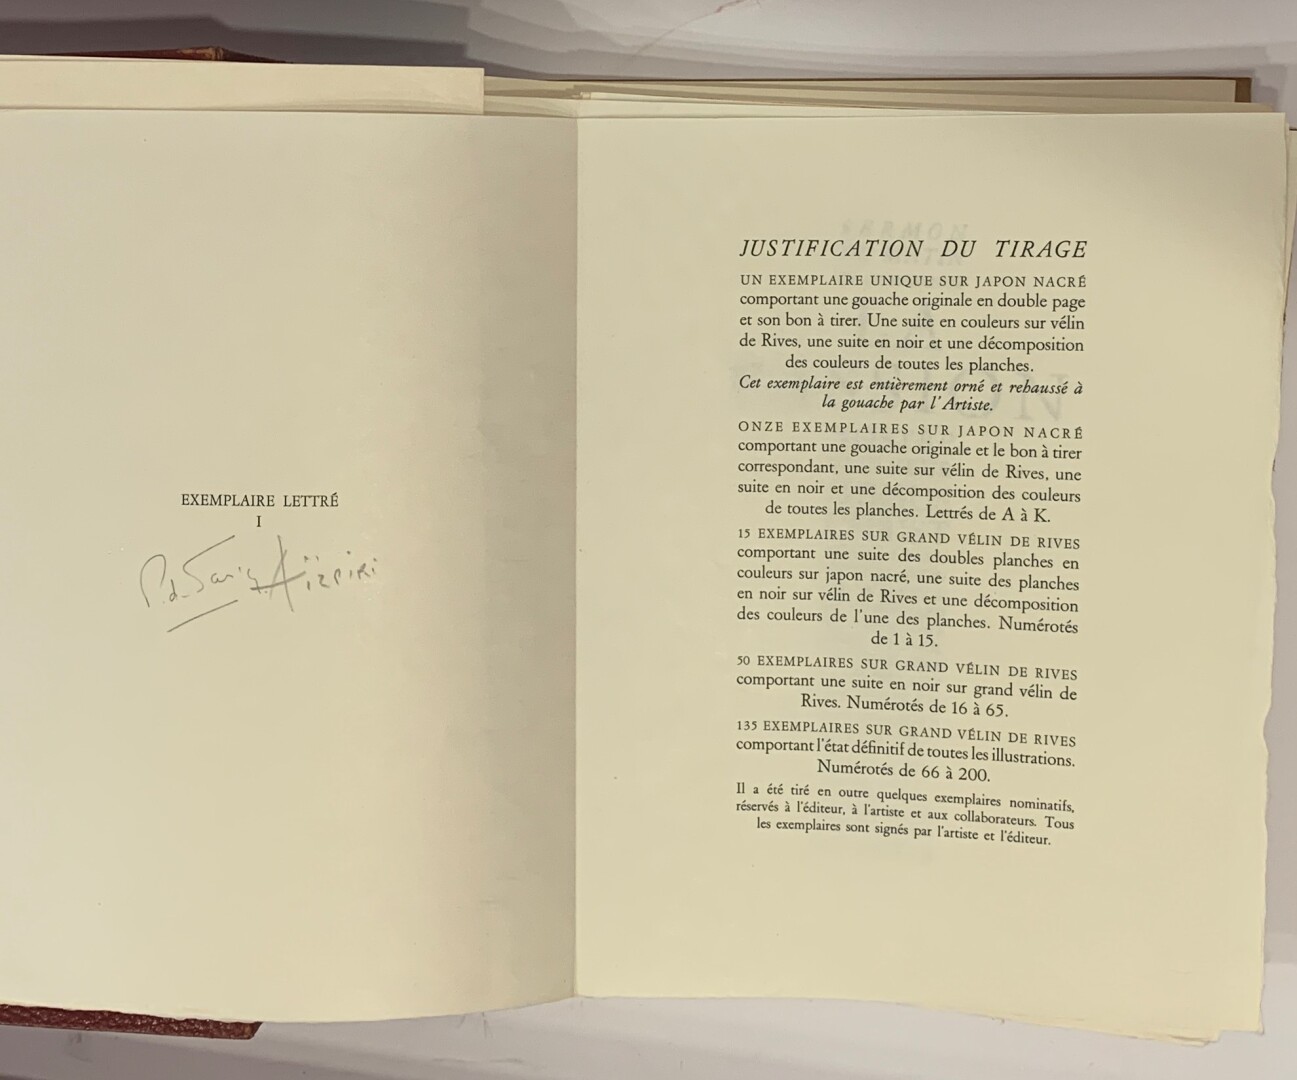 EXEMPLAIRE LETTRÉ
I
Aïzpiri
JUSTIFICATION DU TIRAGE
UN EXEMPLAIRE UNIQUE SUR JAPON NACRÉ
comportant une gouache originale en double page
et son bon à tirer. Une suite en couleurs sur vélin
de Rives, une suite en noir et une décomposition
des couleurs de toutes les planches.
Cet exemplaire est entièrement orné et rehaussé à
la gouache par l'Artiste.
ONZE EXEMPLAIRES SUR JAPON NACRÉ
comportant une gouache originale et le bon à tirer
correspondant, une suite sur vélin de Rives, une
suite en noir et une décomposition des couleurs
de toutes les planches. Lettrés de A à K.
15 EXEMPLAIRES SUR GRAND VÉLIN DE RIVES
comportant une suite des doubles planches en
couleurs sur japon nacré, une suite des planches
en noir sur vélin de Rives et une décomposition
des couleurs de l'une des planches. Numérotés
de 1 à 15.
50 EXEMPLAIRES SUR GRAND VÉLIN DE RIVES
comportant une suite en noir sur grand vélin de
Rives. Numérotés de 16 à 65.
135 EXEMPLAIRES SUR GRAND VÉLIN DE RIVES
comportant l'état définitif de toutes les illustrations.
Numérotés de 66 à 200.
Il a été tiré en outre quelques exemplaires nominatifs,
réservés à l'éditeur, à l'artiste et aux collaborateurs. Tous
les exemplaires sont signés par l'artiste et l'éditeur.